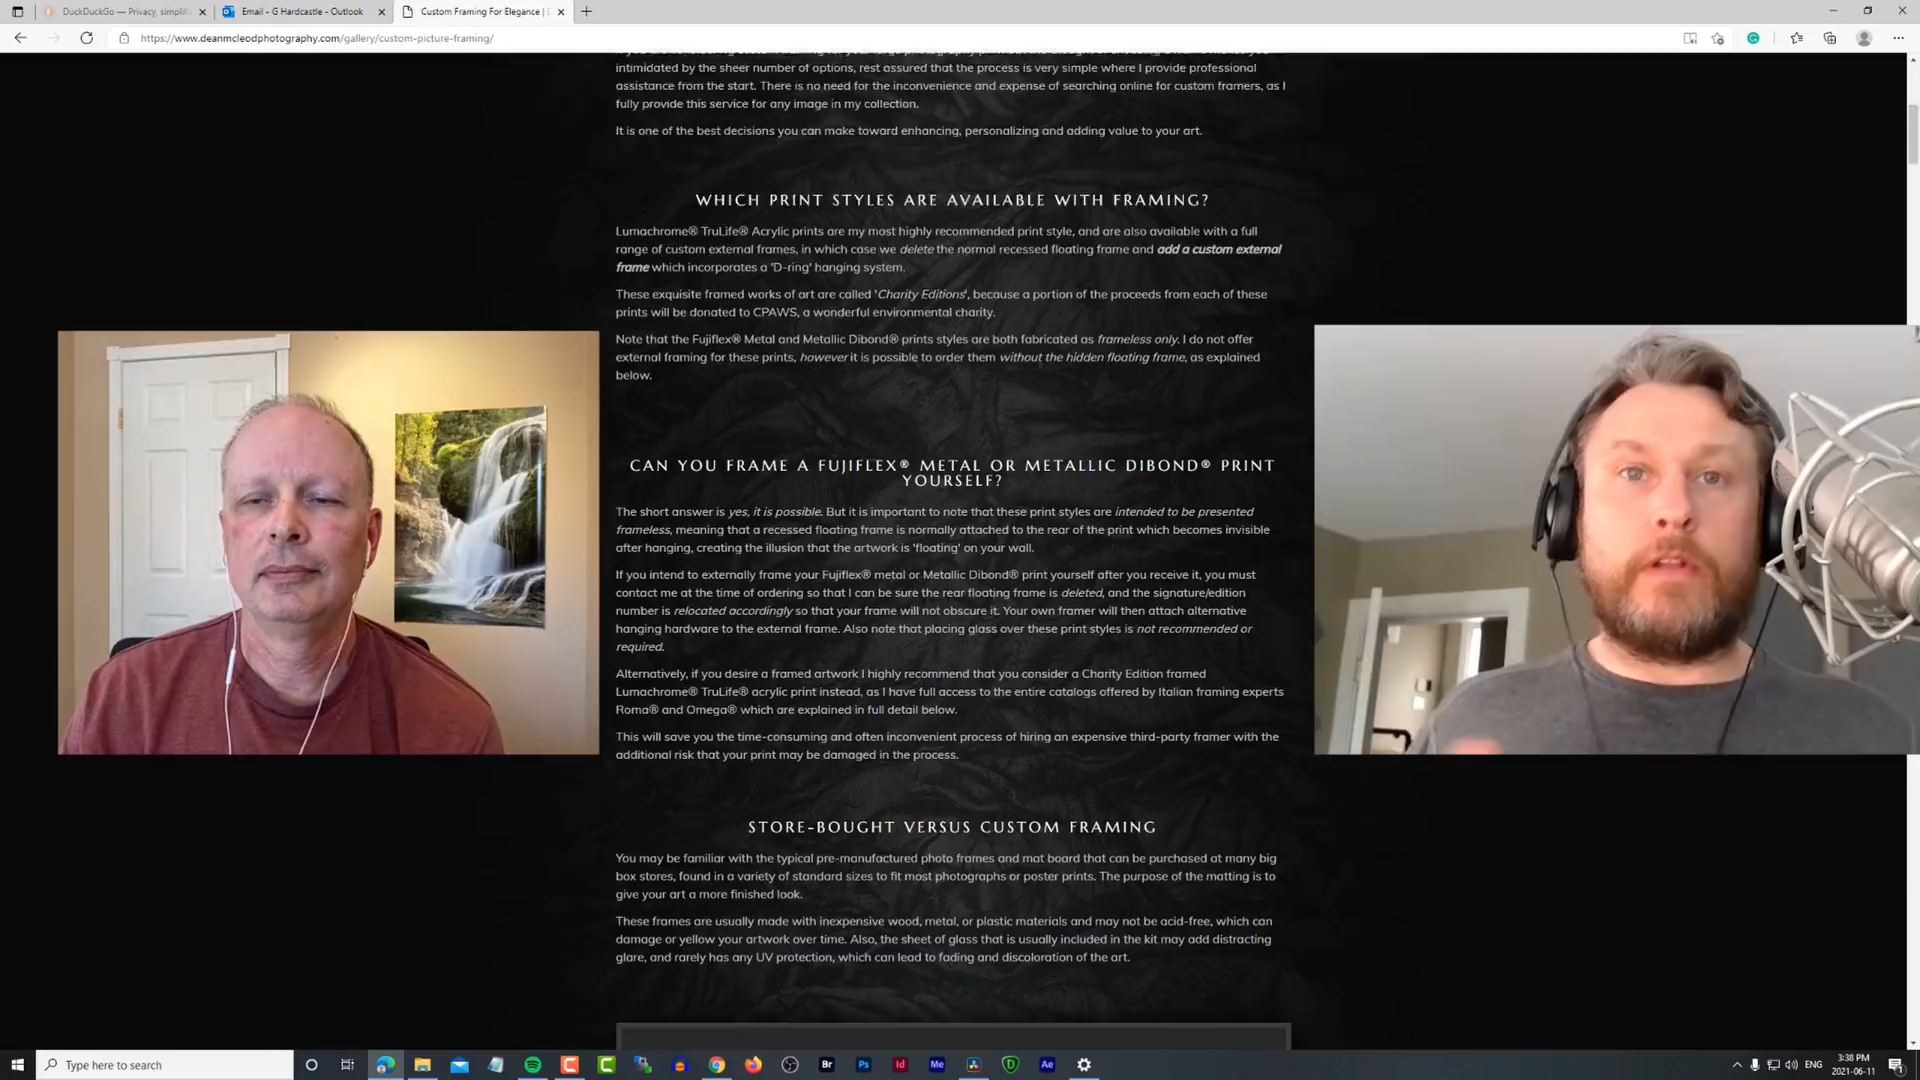 DuckDuckGo — Privacy, simplifi
Email - G Hardcastle - Outlook
Custom Framing For Elegance | D
https://www.deanmcleodphotography.com/gallery/custom-picture-framing/
intimidated by the sheer number of options, rest assured that the process is very simple where I provide professional
assistance from the start. There is no need for the inconvenience and expense of searching online for custom framers, as I
fully provide this service for any image in my collection.
It is one of the best decisions you can make toward enhancing, personalizing and adding value to your art.
WHICH PRINT STYLES ARE AVAILABLE WITH FRAMING?
Lumachrome® TruLife® Acrylic prints are my most highly recommended print style, and are also available with a full
range of custom external frames, in which case we delete the normal recessed floating frame and add a custom external
frame which incorporates a 'D-ring' hanging system.
These exquisite framed works of art are called 'Charity Editions', because a portion of the proceeds from each of these
prints will be donated to CPAWS, a wonderful environmental charity.
Note that the Fujiflex® Metal and Metallic Dibond® prints styles are both fabricated as frameless only. I do not offer
external framing for these prints, however it is possible to order them without the hidden floating frame, as explained
below.
CAN YOU FRAME A FUJIFLEX® METAL OR METALLIC DIBOND® PRINT
YOURSELF?
The short answer is yes, it is possible. But it is important to note that these print styles are intended to be presented
frameless, meaning that a recessed floating frame is normally attached to the rear of the print which becomes invisible
after hanging, creating the illusion that the artwork is 'floating' on your wall.
If you intend to externally frame your Fujiflex® metal or Metallic Dibond® print yourself after you receive it, you must
contact me at the time of ordering so that I can be sure the rear floating frame is deleted, and the signature/edition
number is relocated accordingly so that your frame will not obscure it. Your own framer will then attach alternative
hanging hardware to the external frame. Also note that placing glass over these print styles is not recommended or
required.
Alternatively, if you desire a framed artwork I highly recommend that you consider a Charity Edition framed
Lumachrome® TruLife® acrylic print instead, as I have full access to the entire catalogs offered by Italian framing experts
Roma® and Omega® which are explained in full detail below.
This will save you the time-consuming and often inconvenient process of hiring an expensive third-party framer with the
additional risk that your print may be damaged in the process.
STORE-BOUGHT VERSUS CUSTOM FRAMING
You may be familiar with the typical pre-manufactured photo frames and mat board that can be purchased at many big
box stores, found in a variety of standard sizes to fit most photographs or poster prints. The purpose of the matting is to
give your art a more finished look.
These frames are usually made with inexpensive wood, metal, or plastic materials and may not be acid-free, which can
damage or yellow your artwork over time. Also, the sheet of glass that is usually included in the kit may add distracting
glare, and rarely has any UV protection, which can lead to fading and discoloration of the art.
Type here to search
Br
Ps
Id
Me
Ae
ENG
3:38 PM
2021-06-11